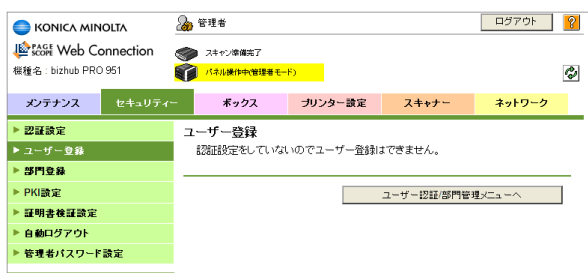 KONICA MINOLTA
管理者
ログアウト
?
PAGE SCOPE Web Connection
スキャン準備完了
機種名 : bizhub PRO 951
パネル操作中(管理者モード)
メンテナンス
セキュリティー
ボックス
プリンター設定
スキャナー
ネットワーク
認証設定
ユーザー登録
部門登録
PKI設定
証明書検証設定
自動ログアウト
管理者パスワード設定
ユーザー登録
認証設定をしていないのでユーザー登録はできません。
ユーザー認証/部門管理メニューへ